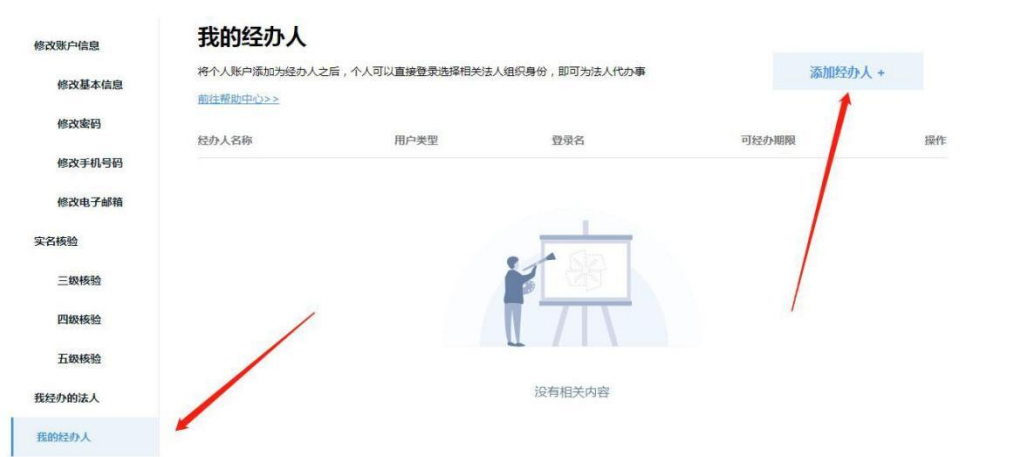 修改账户信息
修改基本信息
修改密码
修改手机号码
修改电子邮箱
实名核验
三级核验
四级核验
五级核验
我经办的法人
我的经办人
我的经办人
将个人账户添加为经办人之后，个人可以直接登录选择相关法人组织身份，即可为法人代办事
前往帮助中心>>
添加经办人 +
经办人名称 用户类型 登录名 可经办期限 操作
没有相关内容